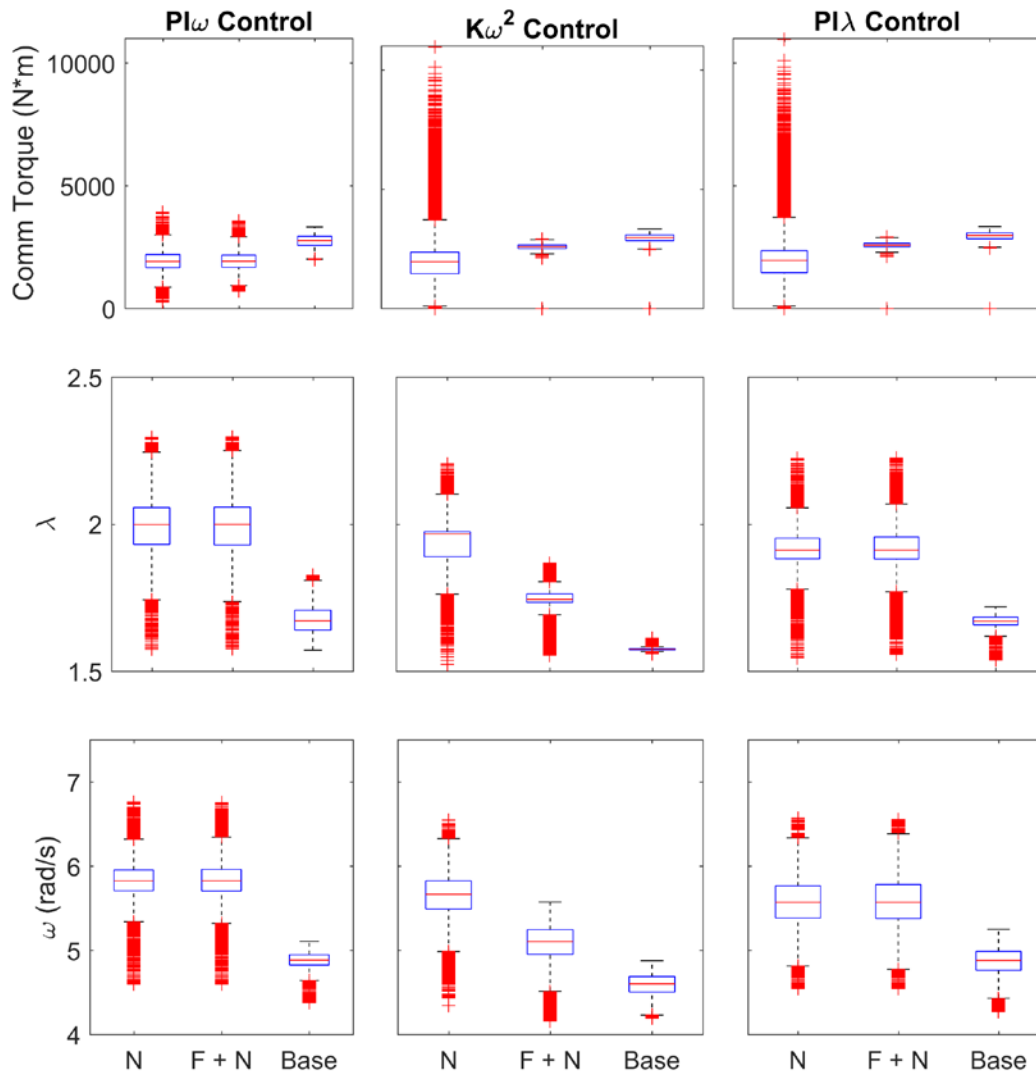 PIω Control Kω² Control PIλ Control
Comm Torque (N*m)
10000
5000
0
λ
2.5
2
1.5
ω (rad/s)
7
6
5
4
N F + N Base N F + N Base N F + N Base